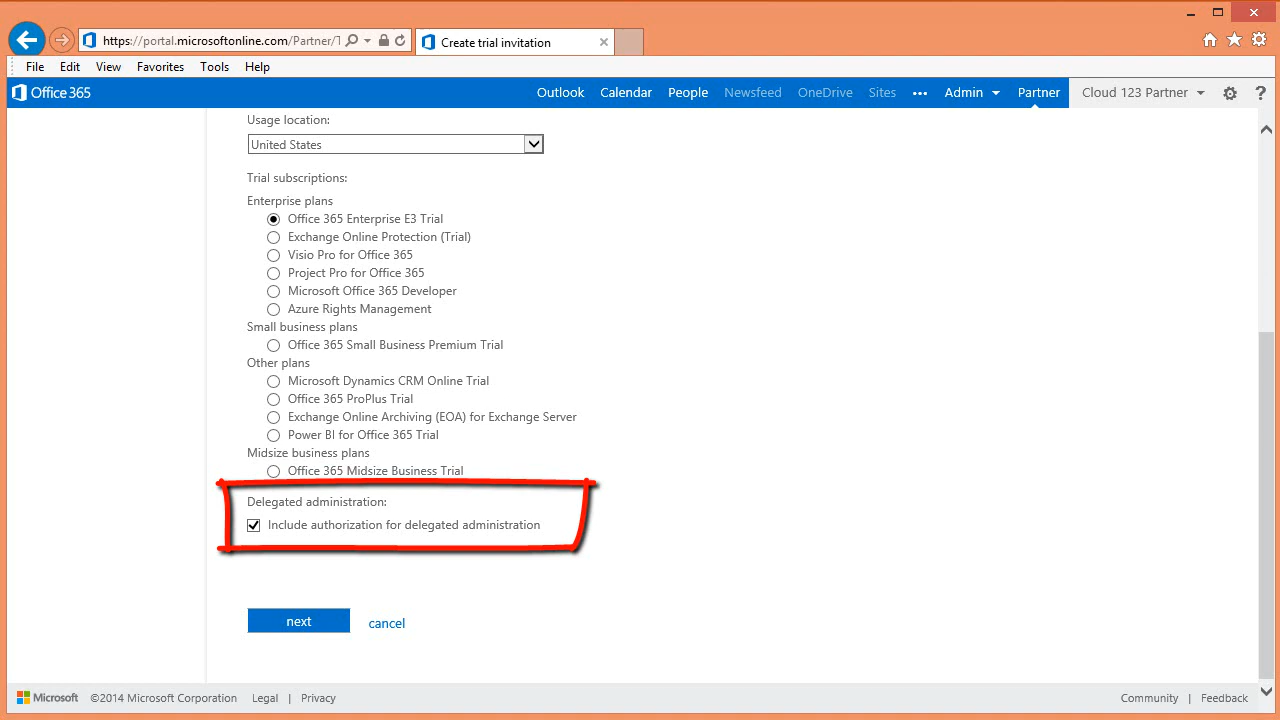 https://portal.microsoftonline.com/Partner/T
Create trial invitation
File Edit View Favorites Tools Help
Office 365 Outlook Calendar People Newsfeed OneDrive Sites ••• Admin Partner Cloud 123 Partner ?
Usage location:
United States
Trial subscriptions:
Enterprise plans
Office 365 Enterprise E3 Trial
Exchange Online Protection (Trial)
Visio Pro for Office 365
Project Pro for Office 365
Microsoft Office 365 Developer
Azure Rights Management
Small business plans
Office 365 Small Business Premium Trial
Other plans
Microsoft Dynamics CRM Online Trial
Office 365 ProPlus Trial
Exchange Online Archiving (EOA) for Exchange Server
Power BI for Office 365 Trial
Midsize business plans
Office 365 Midsize Business Trial
Delegated administration:
Include authorization for delegated administration
next cancel
Microsoft ©2014 Microsoft Corporation Legal | Privacy Community | Feedback